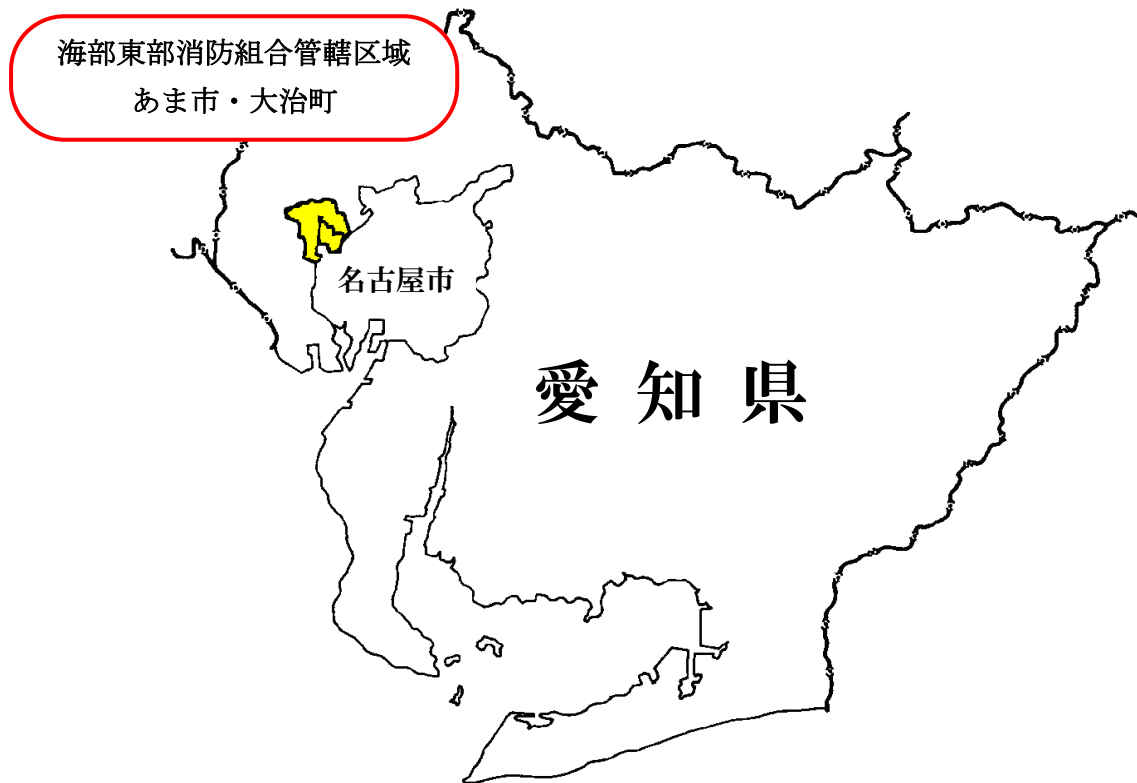 海部東部消防組合管轄区域
あま市・大治町
名古屋市
愛知県